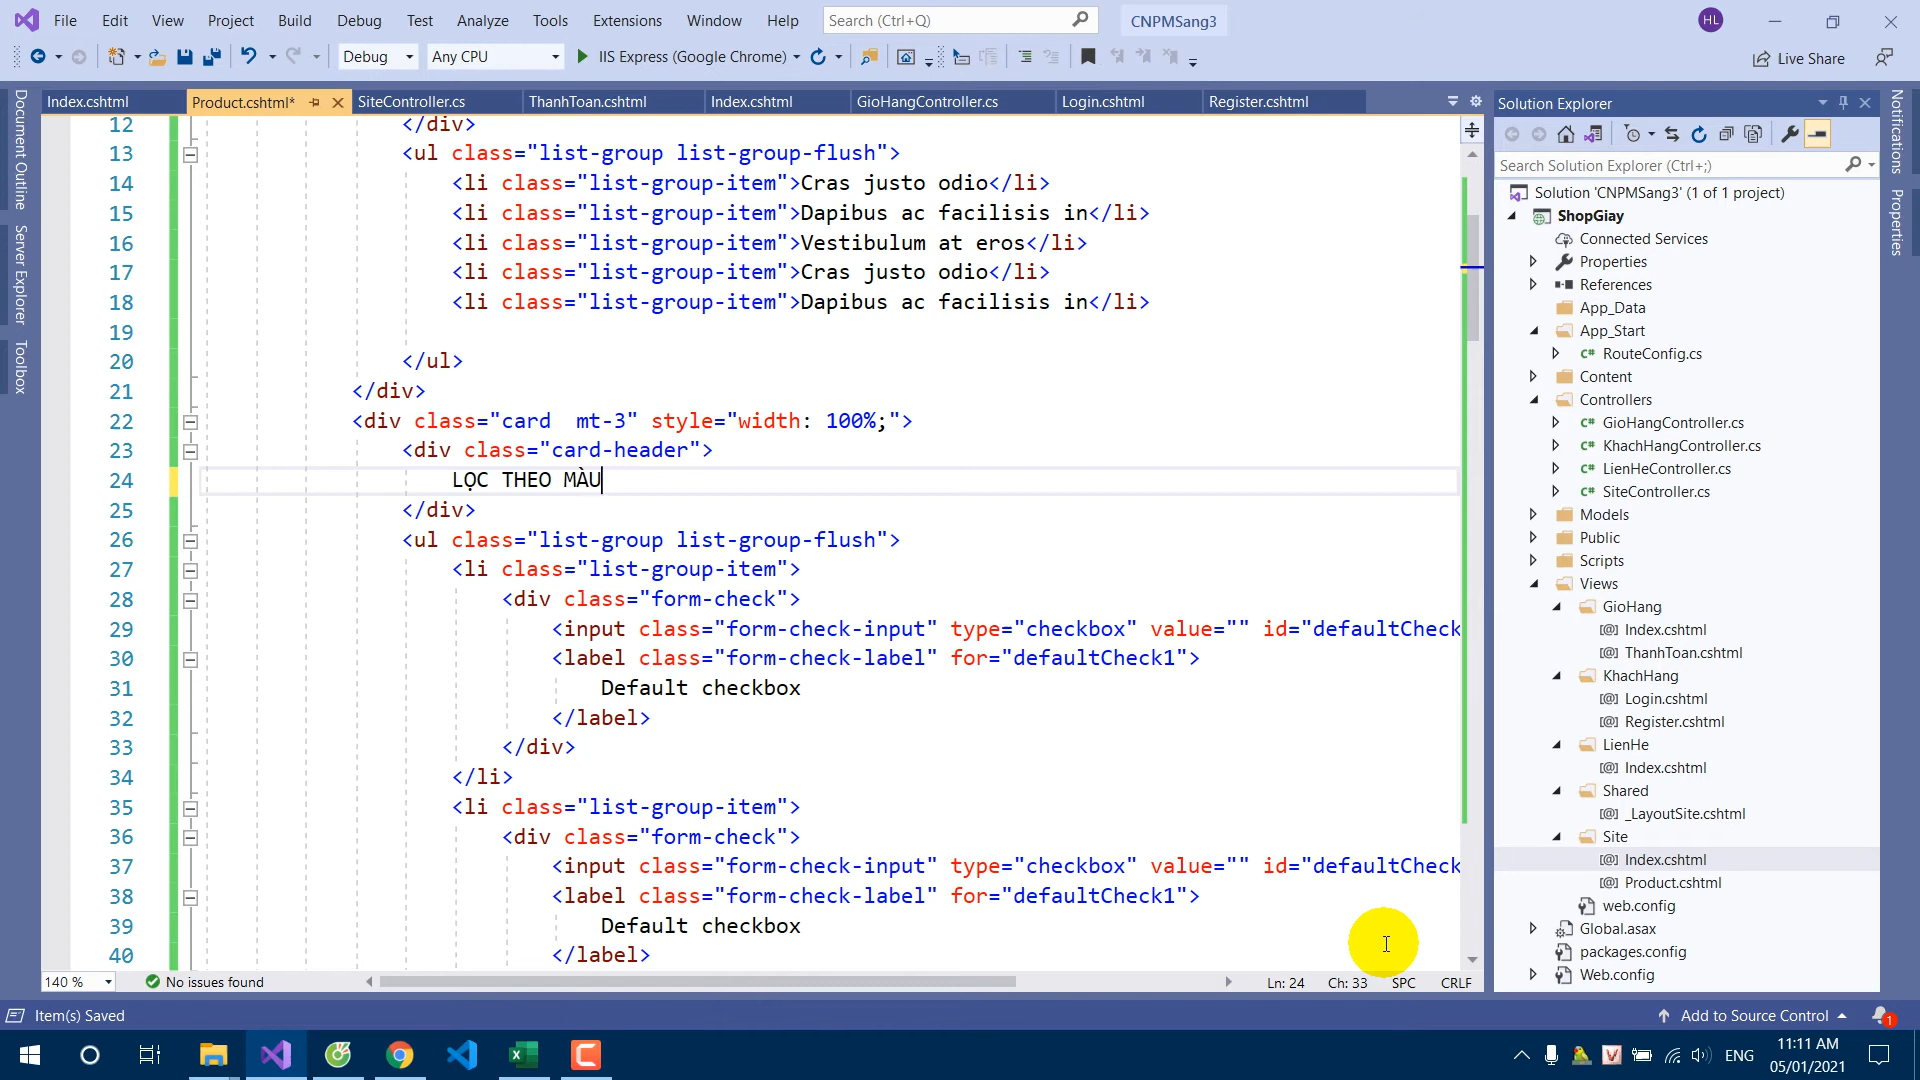 File Edit View Project Build Debug Test Analyze Tools Extensions Window Help Search (Ctrl+Q) CNPMSang3 HL
Debug Any CPU IIS Express (Google Chrome) Live Share
Index.cshtml Product.cshtml* SiteController.cs ThanhToan.cshtml Index.cshtml GioHangController.cs Login.cshtml Register.cshtml
Document Outline
Server Explorer
Toolbox
12 </div>
13 <ul class="list-group list-group-flush">
14 <li class="list-group-item">Cras justo odio</li>
15 <li class="list-group-item">Dapibus ac facilisis in</li>
16 <li class="list-group-item">Vestibulum at eros</li>
17 <li class="list-group-item">Cras justo odio</li>
18 <li class="list-group-item">Dapibus ac facilisis in</li>
19
20 </ul>
21 </div>
22 <div class="card  mt-3" style="width: 100%;">
23 <div class="card-header">
24 LỌC THEO MÀU
25 </div>
26 <ul class="list-group list-group-flush">
27 <li class="list-group-item">
28 <div class="form-check">
29 <input class="form-check-input" type="checkbox" value="" id="defaultCheck
30 <label class="form-check-label" for="defaultCheck1">
31 Default checkbox
32 </label>
33 </div>
34 </li>
35 <li class="list-group-item">
36 <div class="form-check">
37 <input class="form-check-input" type="checkbox" value="" id="defaultCheck
38 <label class="form-check-label" for="defaultCheck1">
39 Default checkbox
40 </label>
140 % No issues found Ln: 24 Ch: 33 SPC CRLF
Solution Explorer
Search Solution Explorer (Ctrl+;)
Solution 'CNPMSang3' (1 of 1 project)
ShopGiay
Connected Services
Properties
References
App_Data
App_Start
C# RouteConfig.cs
Content
Controllers
C# GioHangController.cs
C# KhachHangController.cs
C# LienHeController.cs
C# SiteController.cs
Models
Public
Scripts
Views
GioHang
[@] Index.cshtml
[@] ThanhToan.cshtml
KhachHang
[@] Login.cshtml
[@] Register.cshtml
LienHe
[@] Index.cshtml
Shared
[@] _LayoutSite.cshtml
Site
[@] Index.cshtml
[@] Product.cshtml
web.config
Global.asax
packages.config
Web.config
Notifications
Properties
Item(s) Saved Add to Source Control 1
ENG 11:11 AM
05/01/2021